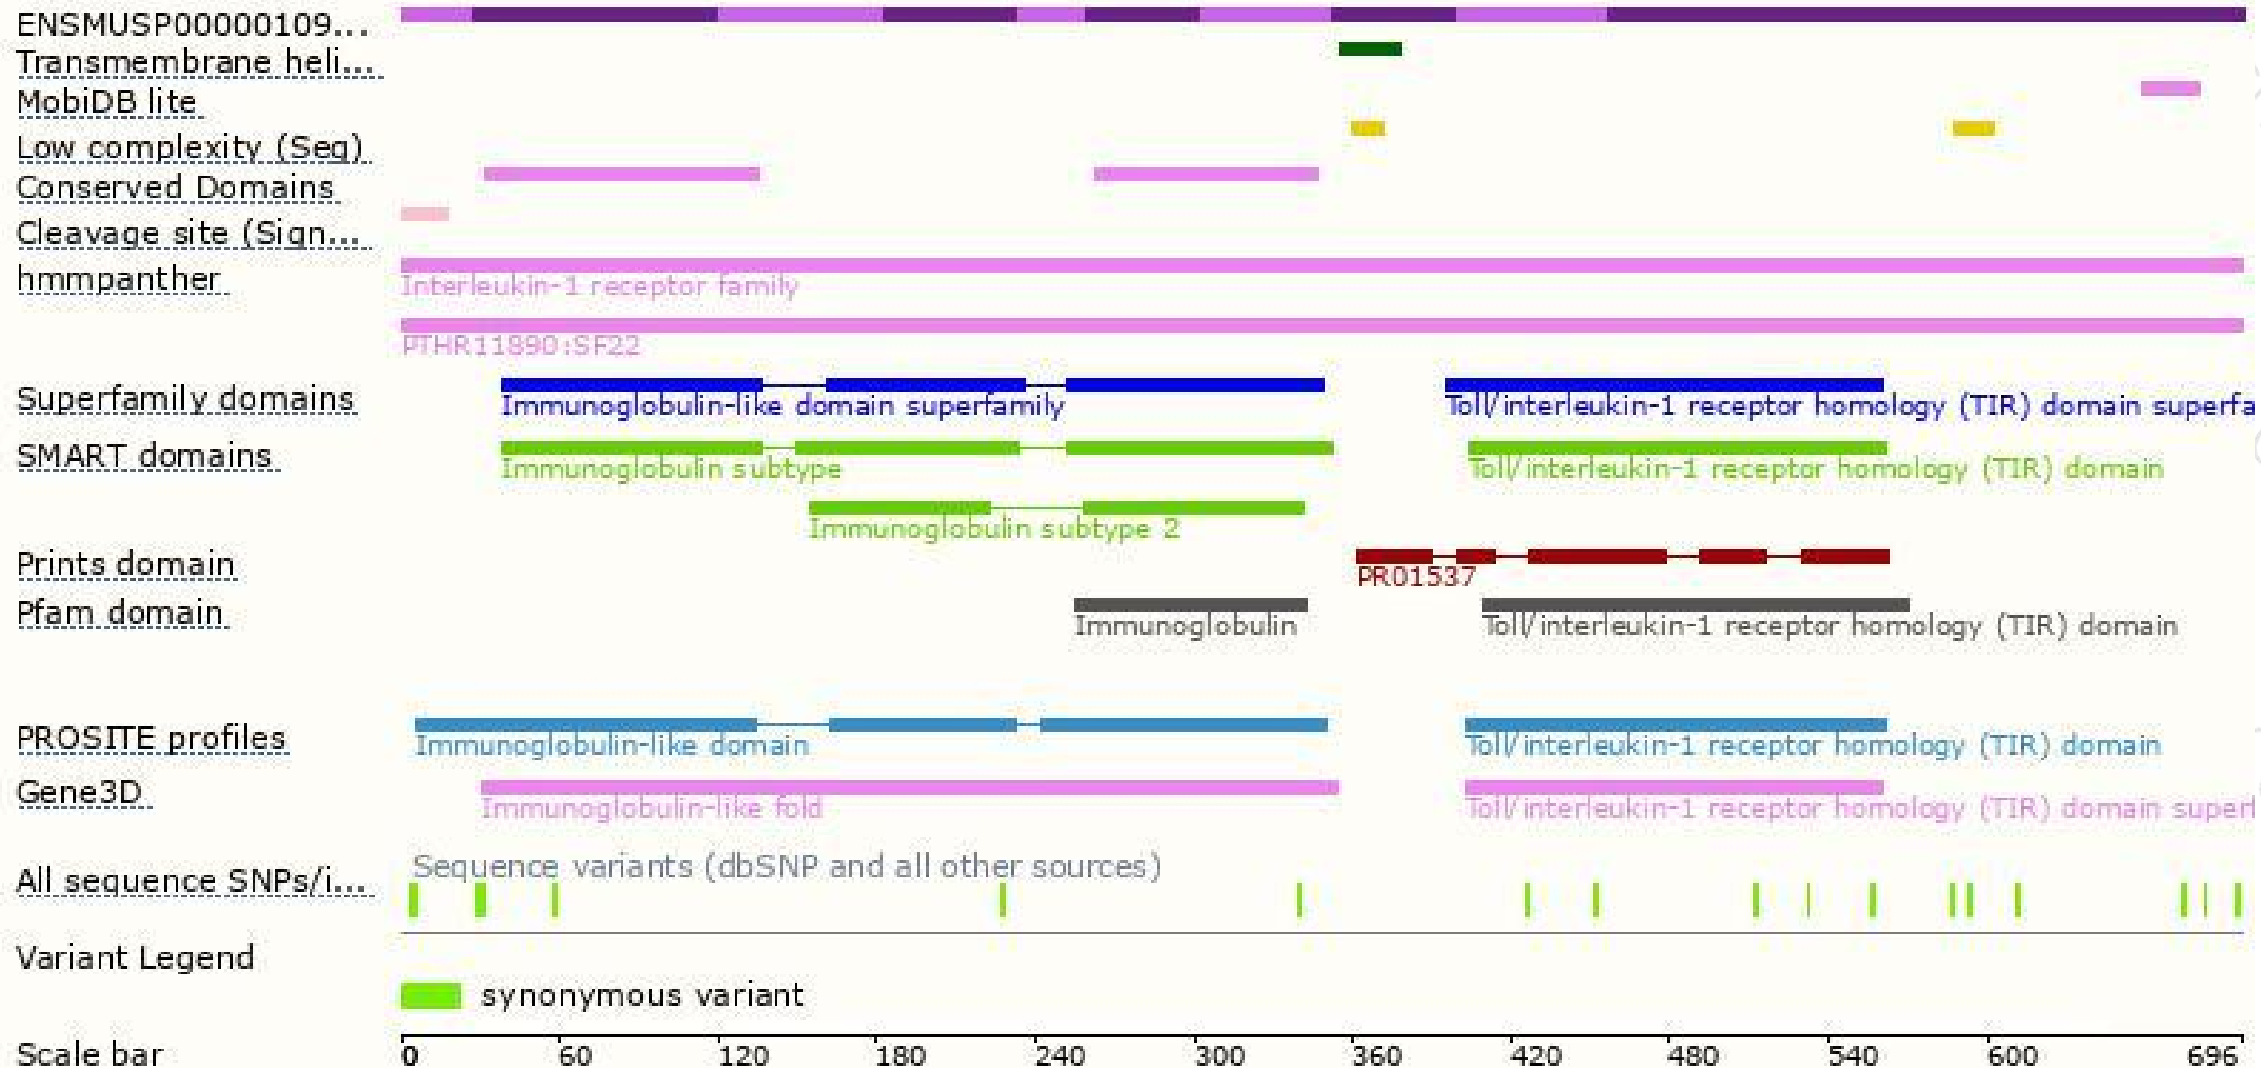 ENSMUSP00000109...
Transmembrane heli...
MobiDB lite
Low complexity (Seg)
Conserved Domains
Cleavage site (Sign...
hmmpanther
Interleukin-1 receptor family
PTHR11890:SF22
Superfamily domains
Immunoglobulin-like domain superfamily
Toll/interleukin-1 receptor homology (TIR) domain superfa
SMART domains
Immunoglobulin subtype
Toll/interleukin-1 receptor homology (TIR) domain
Immunoglobulin subtype 2
Prints domain
PR01537
Pfam domain
Immunoglobulin
Toll/interleukin-1 receptor homology (TIR) domain
PROSITE profiles
Immunoglobulin-like domain
Toll/interleukin-1 receptor homology (TIR) domain
Gene3D
Immunoglobulin-like fold
Toll/interleukin-1 receptor homology (TIR) domain superf
All sequence SNPs/i...
Sequence variants (dbSNP and all other sources)
Variant Legend
synonymous variant
Scale bar
0 60 120 180 240 300 360 420 480 540 600 696